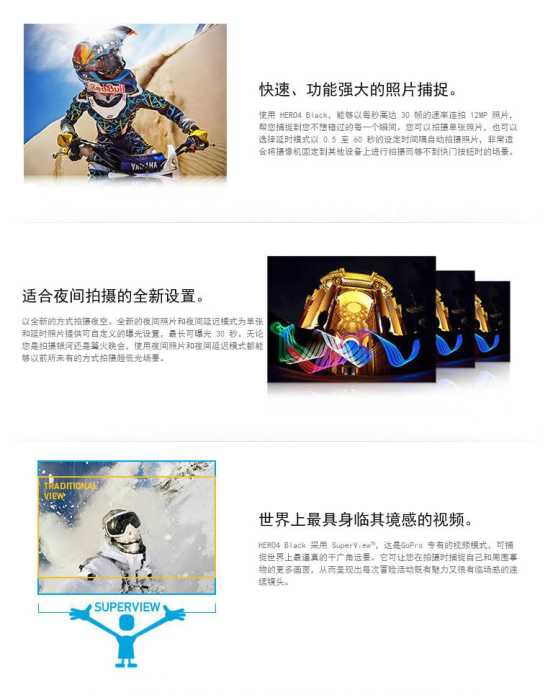 Red Bull
YAMAHA
快速、功能强大的照片捕捉。
使用 HERO4 Black，能够以每秒高达 30 帧的速率连拍 12MP 照片，
帮您捕捉到您不想错过的每一个瞬间。您可以拍摄单张照片，也可以
选择延时模式以 0.5 至 60 秒的设定时间隔自动拍摄照片，非常适
合将摄像机固定到其他设备上进行拍摄而够不到快门按钮时的场景。
适合夜间拍摄的全新设置。
以全新的方式拍摄夜空。全新的夜间照片和夜间延迟模式为单张
和延时照片提供可自定义的曝光设置，最长可曝光 30 秒。无论
您是拍摄银河还是篝火晚会，使用夜间照片和夜间延迟模式都能
够以前所未有的方式拍摄超低光场景。
TRADITIONAL
VIEW
世界上最具身临其境感的视频。
HERO4 Black 采用 SuperView™，这是GoPro 专有的视频模式，可捕
捉世界上最逼真的宽广角远景。它可让您在拍摄时捕捉自己和周围事
物的更多画面，从而呈现出每次冒险活动既有魅力又很有临场感的连
续镜头。
SUPERVIEW